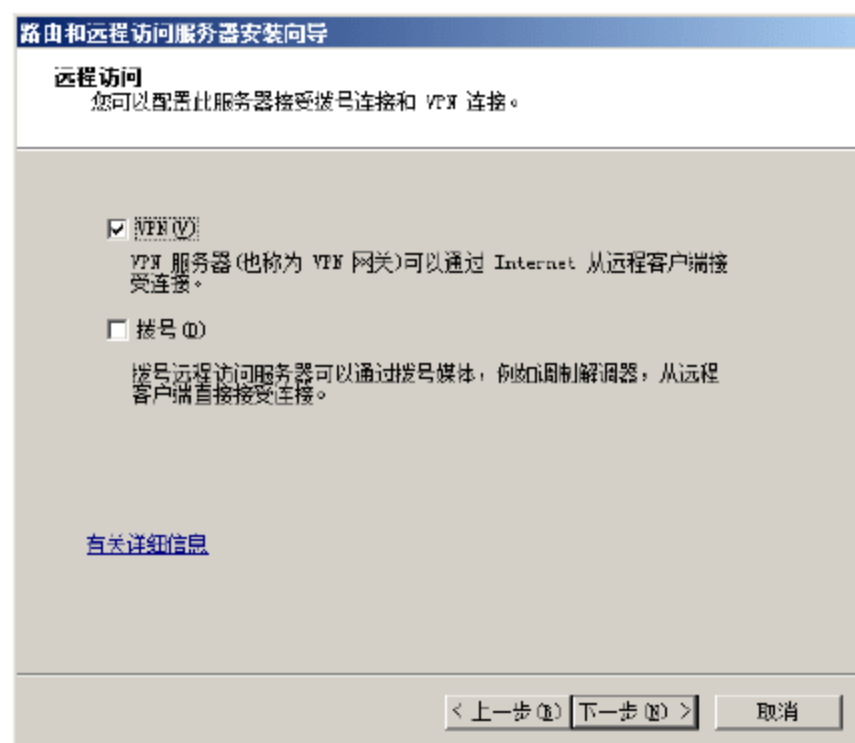 路由和远程访问服务器安装向导
远程访问
您可以配置此服务器接受拨号连接和 VPN 连接。
VPN(V)
VPN 服务器(也称为 VPN 网关)可以通过 Internet 从远程客户端接
受连接。
拨号(D)
拨号远程访问服务器可以通过拨号媒体，例如调制解调器，从远程
客户端直接接受连接。
有关详细信息
< 上一步(B) 下一步(N) > 取消